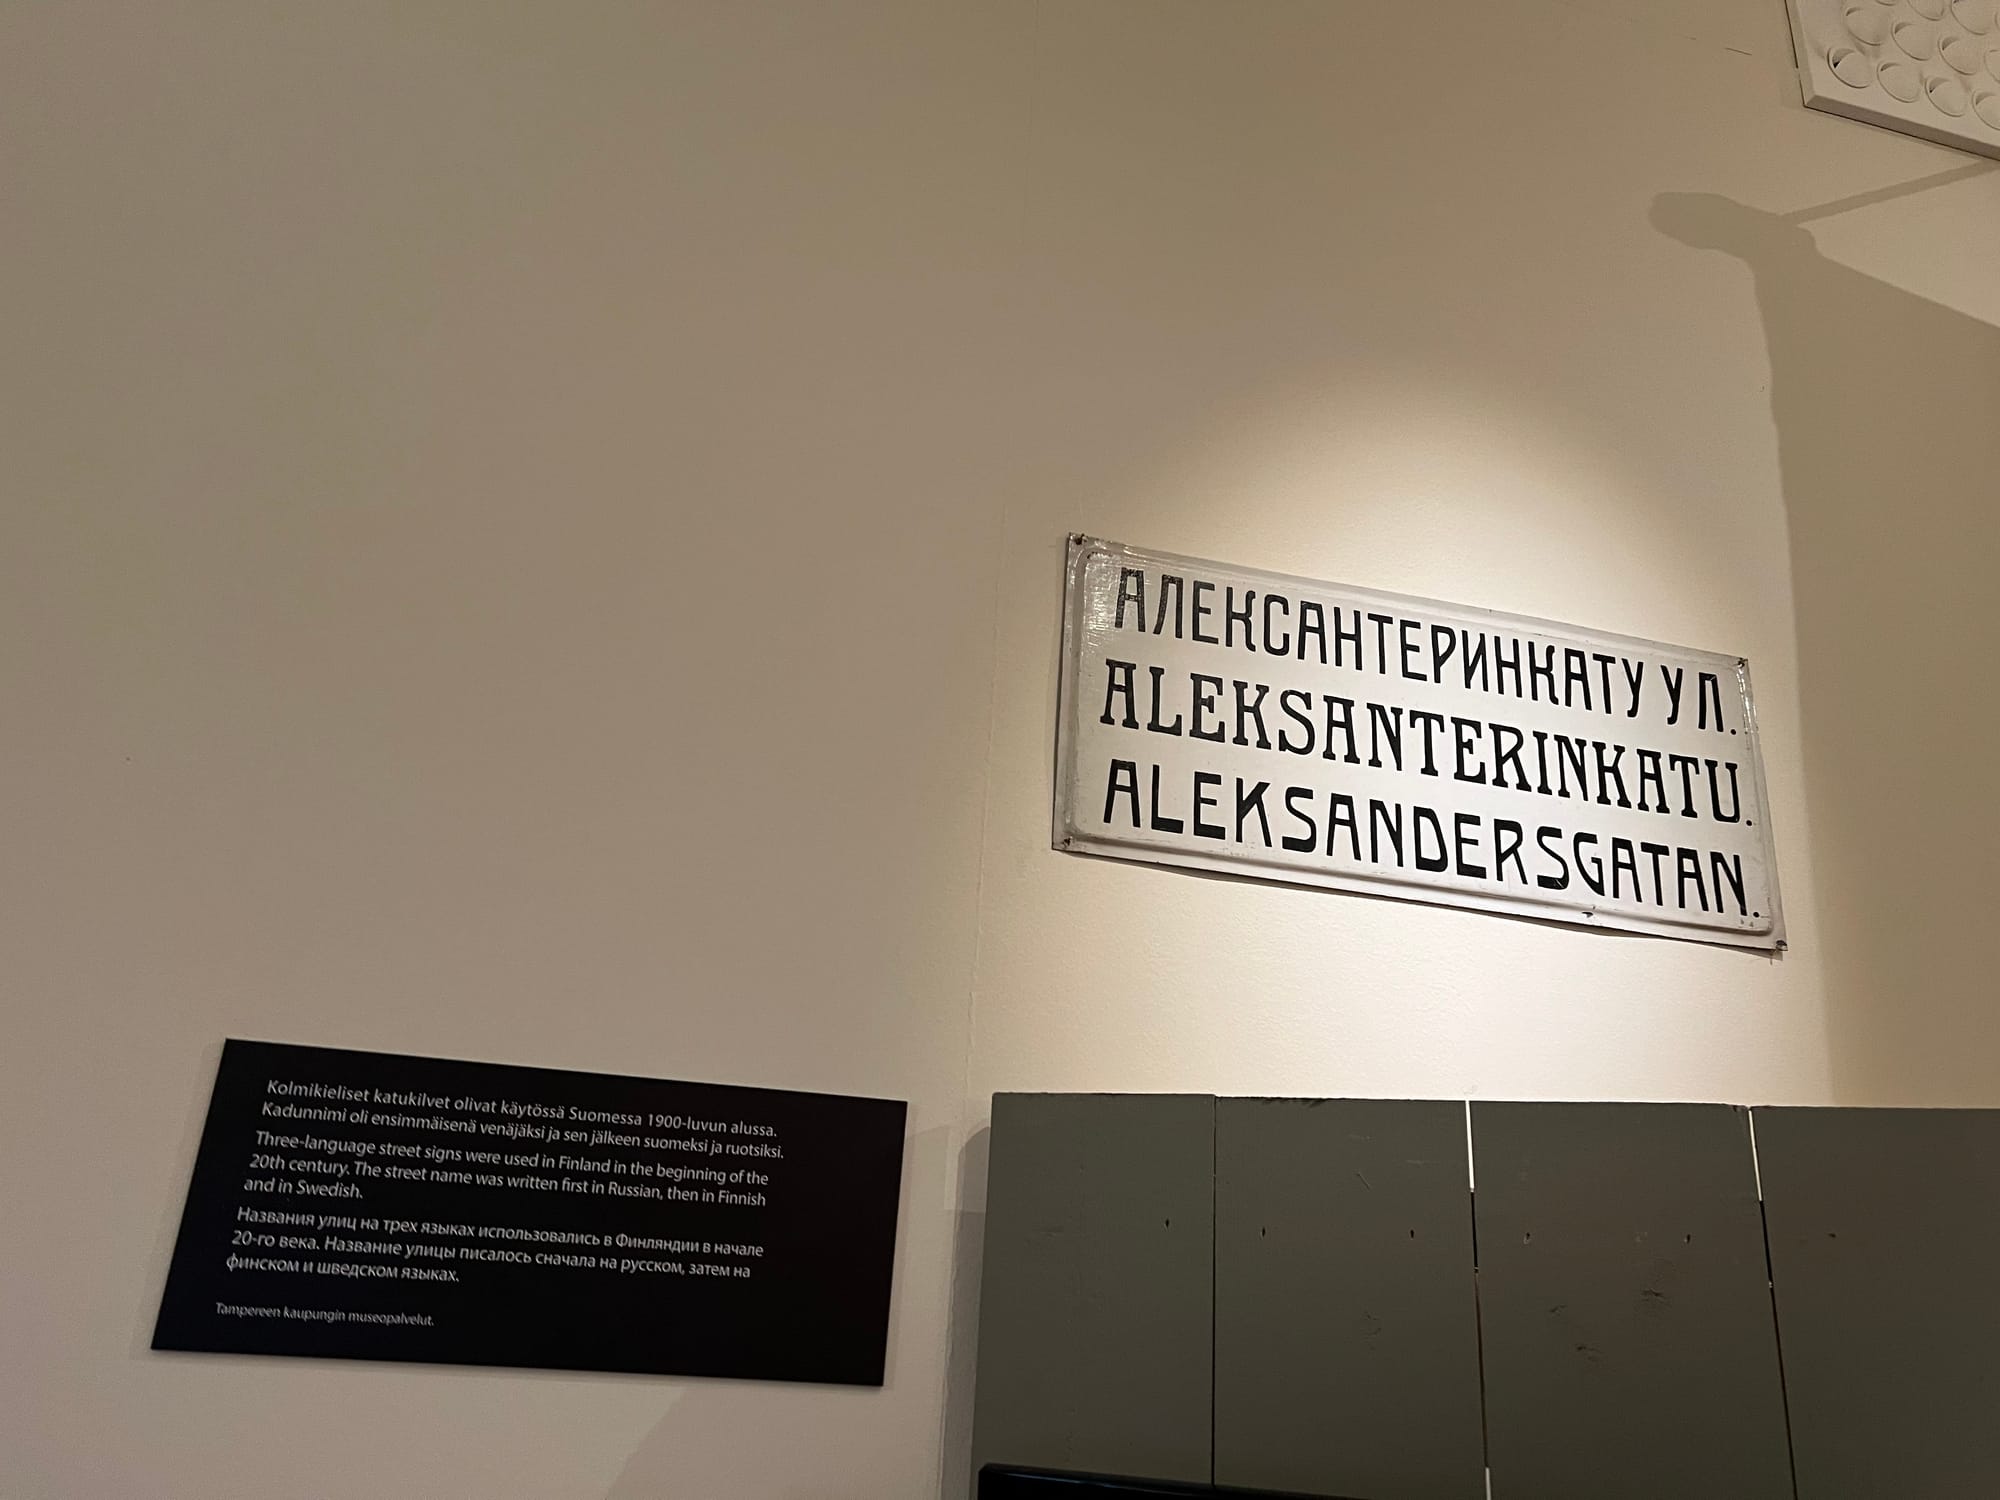 АЛЕКСАНТЕРИНКАТУ УЛ.
ALEKSANTERINKATU.
ALEKSANDERSGATAN.
Kolmikieliset katukilvet olivat käytössä Suomessa 1900-luvun alussa.
Kadunnimi oli ensimmäisenä venäjäksi ja sen jälkeen suomeksi ja ruotsiksi.
Three-language street signs were used in Finland in the beginning of the
20th century. The street name was written first in Russian, then in Finnish
and in Swedish.
Названия улиц на трех языках использовались в Финляндии в начале
20-го века. Название улицы писалось сначала на русском, затем на
финском и шведском языках.
Tampereen kaupungin museopalvelut.